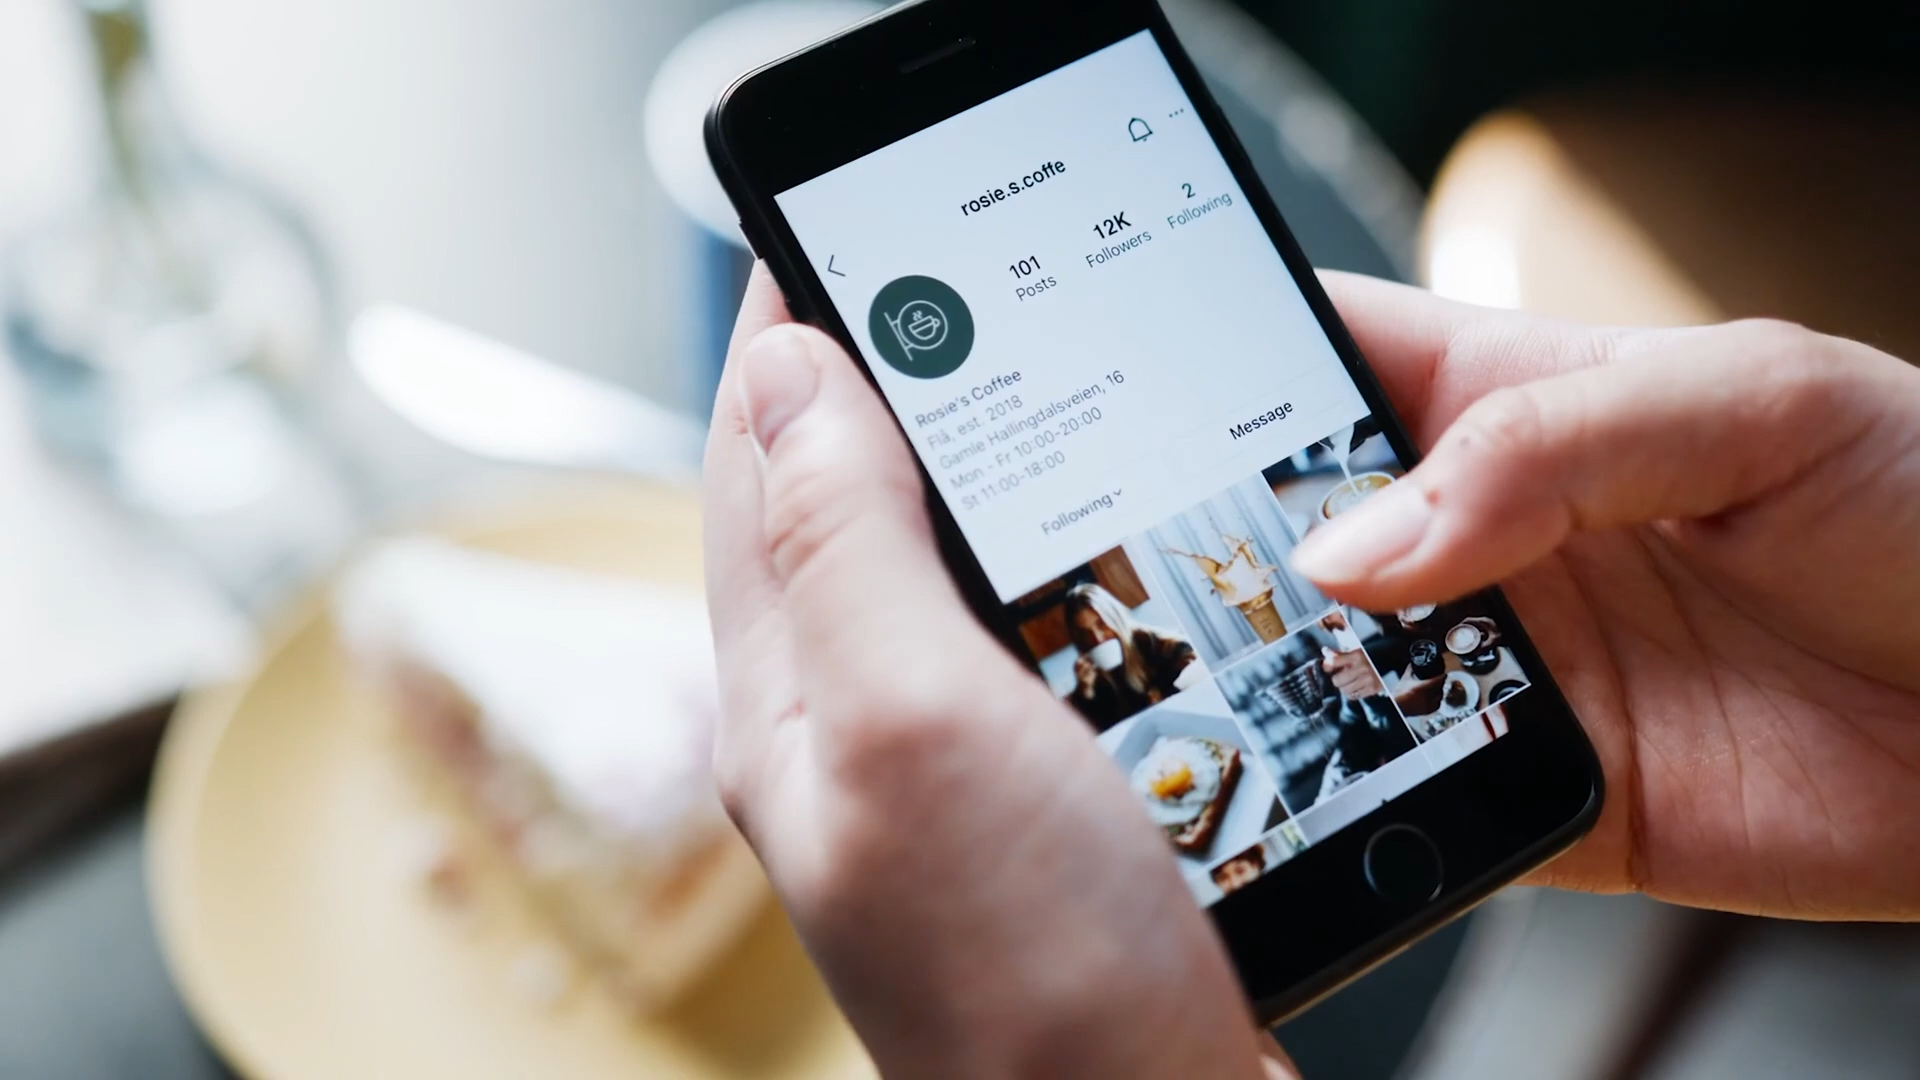 rosie.s.coffe
101
Posts
12K
Followers
2
Following
Rosie's Coffee
Flå, est. 2018
Gamle Hallingdalsveien, 16
Mon - Fr 10:00-20:00
St 11:00-18:00
Following
Message